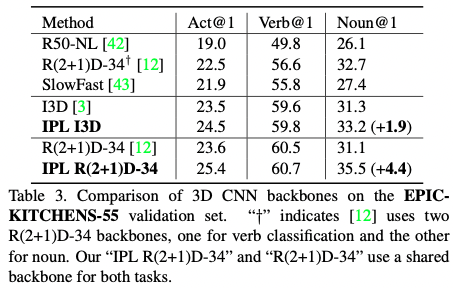 Method Act@1 Verb@1 Noun@1
R50-NL [42] 19.0 49.8 26.1
R(2+1)D-34† [12] 22.5 56.6 32.7
SlowFast [43] 21.9 55.8 27.4
I3D [3] 23.5 59.6 31.3
IPL I3D 24.5 59.8 33.2 (+1.9)
R(2+1)D-34 [12] 23.6 60.5 31.1
IPL R(2+1)D-34 25.4 60.7 35.5 (+4.4)
Table 3. Comparison of 3D CNN backbones on the EPIC-
KITCHENS-55 validation set. “†” indicates [12] uses two
R(2+1)D-34 backbones, one for verb classification and the other
for noun. Our “IPL R(2+1)D-34” and “R(2+1)D-34” use a shared
backbone for both tasks.